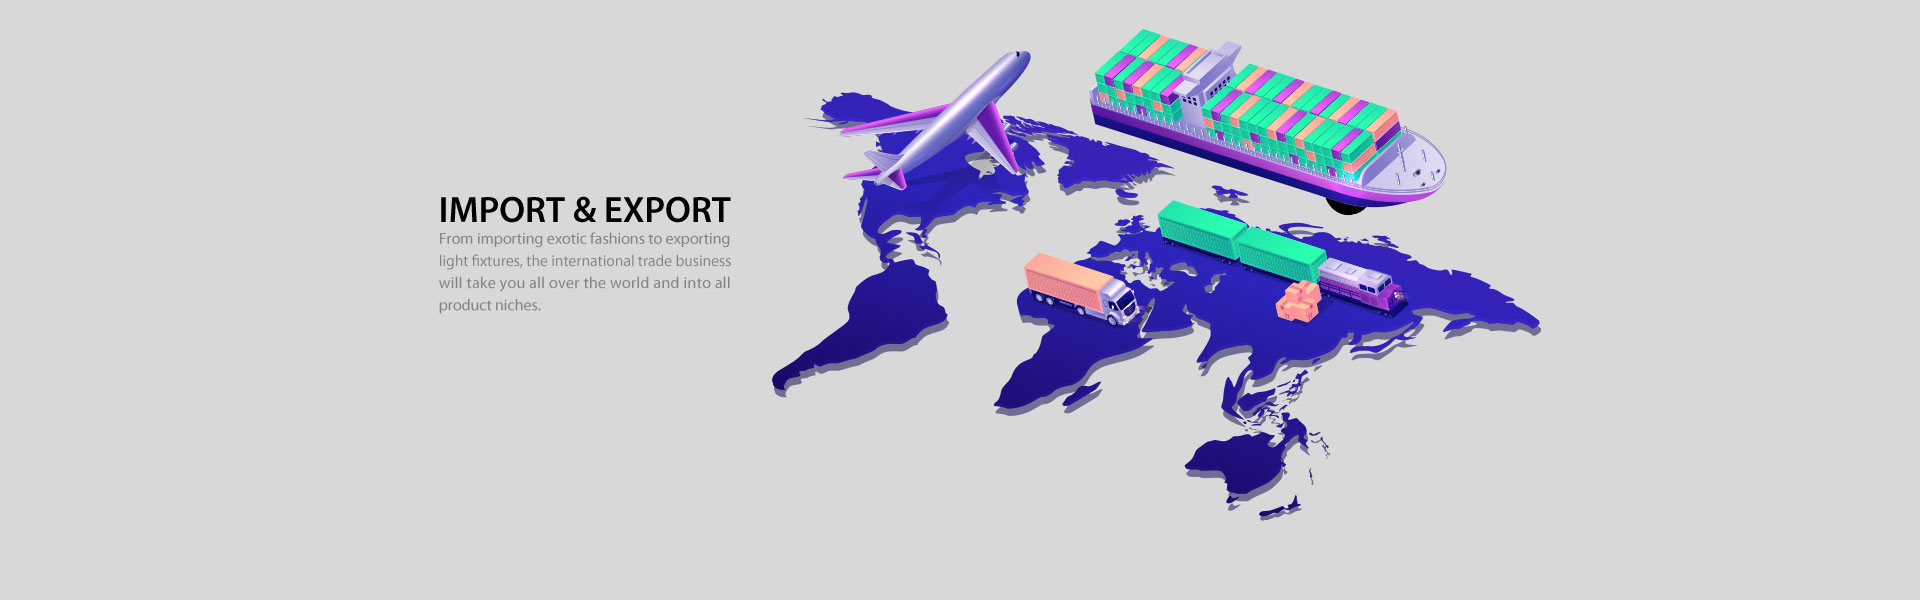 IMPORT & EXPORT
From importing exotic fashions to exporting
light fixtures, the international trade business
will take you all over the world and into all
product niches.